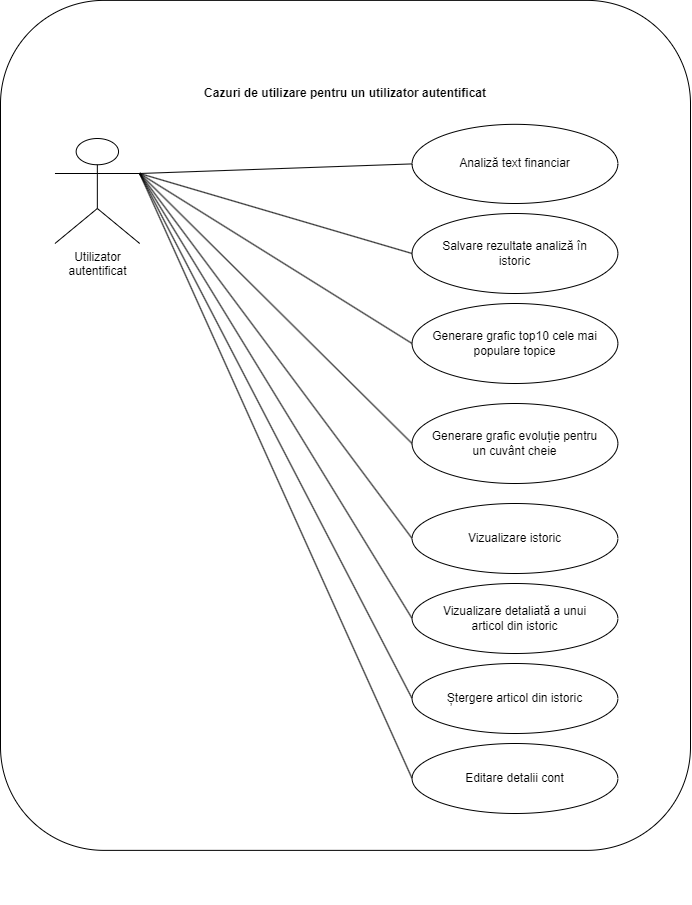 Cazuri de utilizare pentru un utilizator autentificat
Utilizator
autentificat
Analiză text financiar
Salvare rezultate analiză în
istoric
Generare grafic top10 cele mai
populare topice
Generare grafic evoluție pentru
un cuvânt cheie
Vizualizare istoric
Vizualizare detaliată a unui
articol din istoric
Ștergere articol din istoric
Editare detalii cont